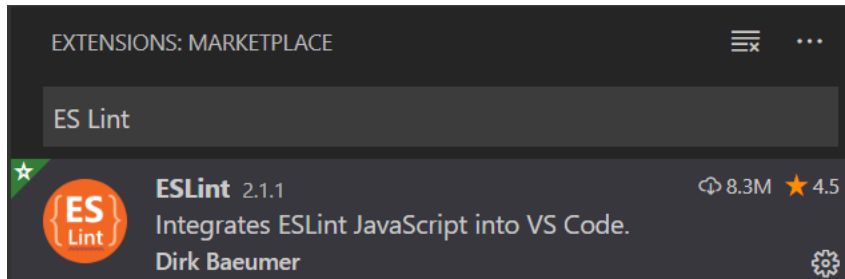 EXTENSIONS: MARKETPLACE
ES Lint
ESLint 2.1.1 8.3M 4.5
{ES}
Lint
Integrates ESLint JavaScript into VS Code.
Dirk Baeumer